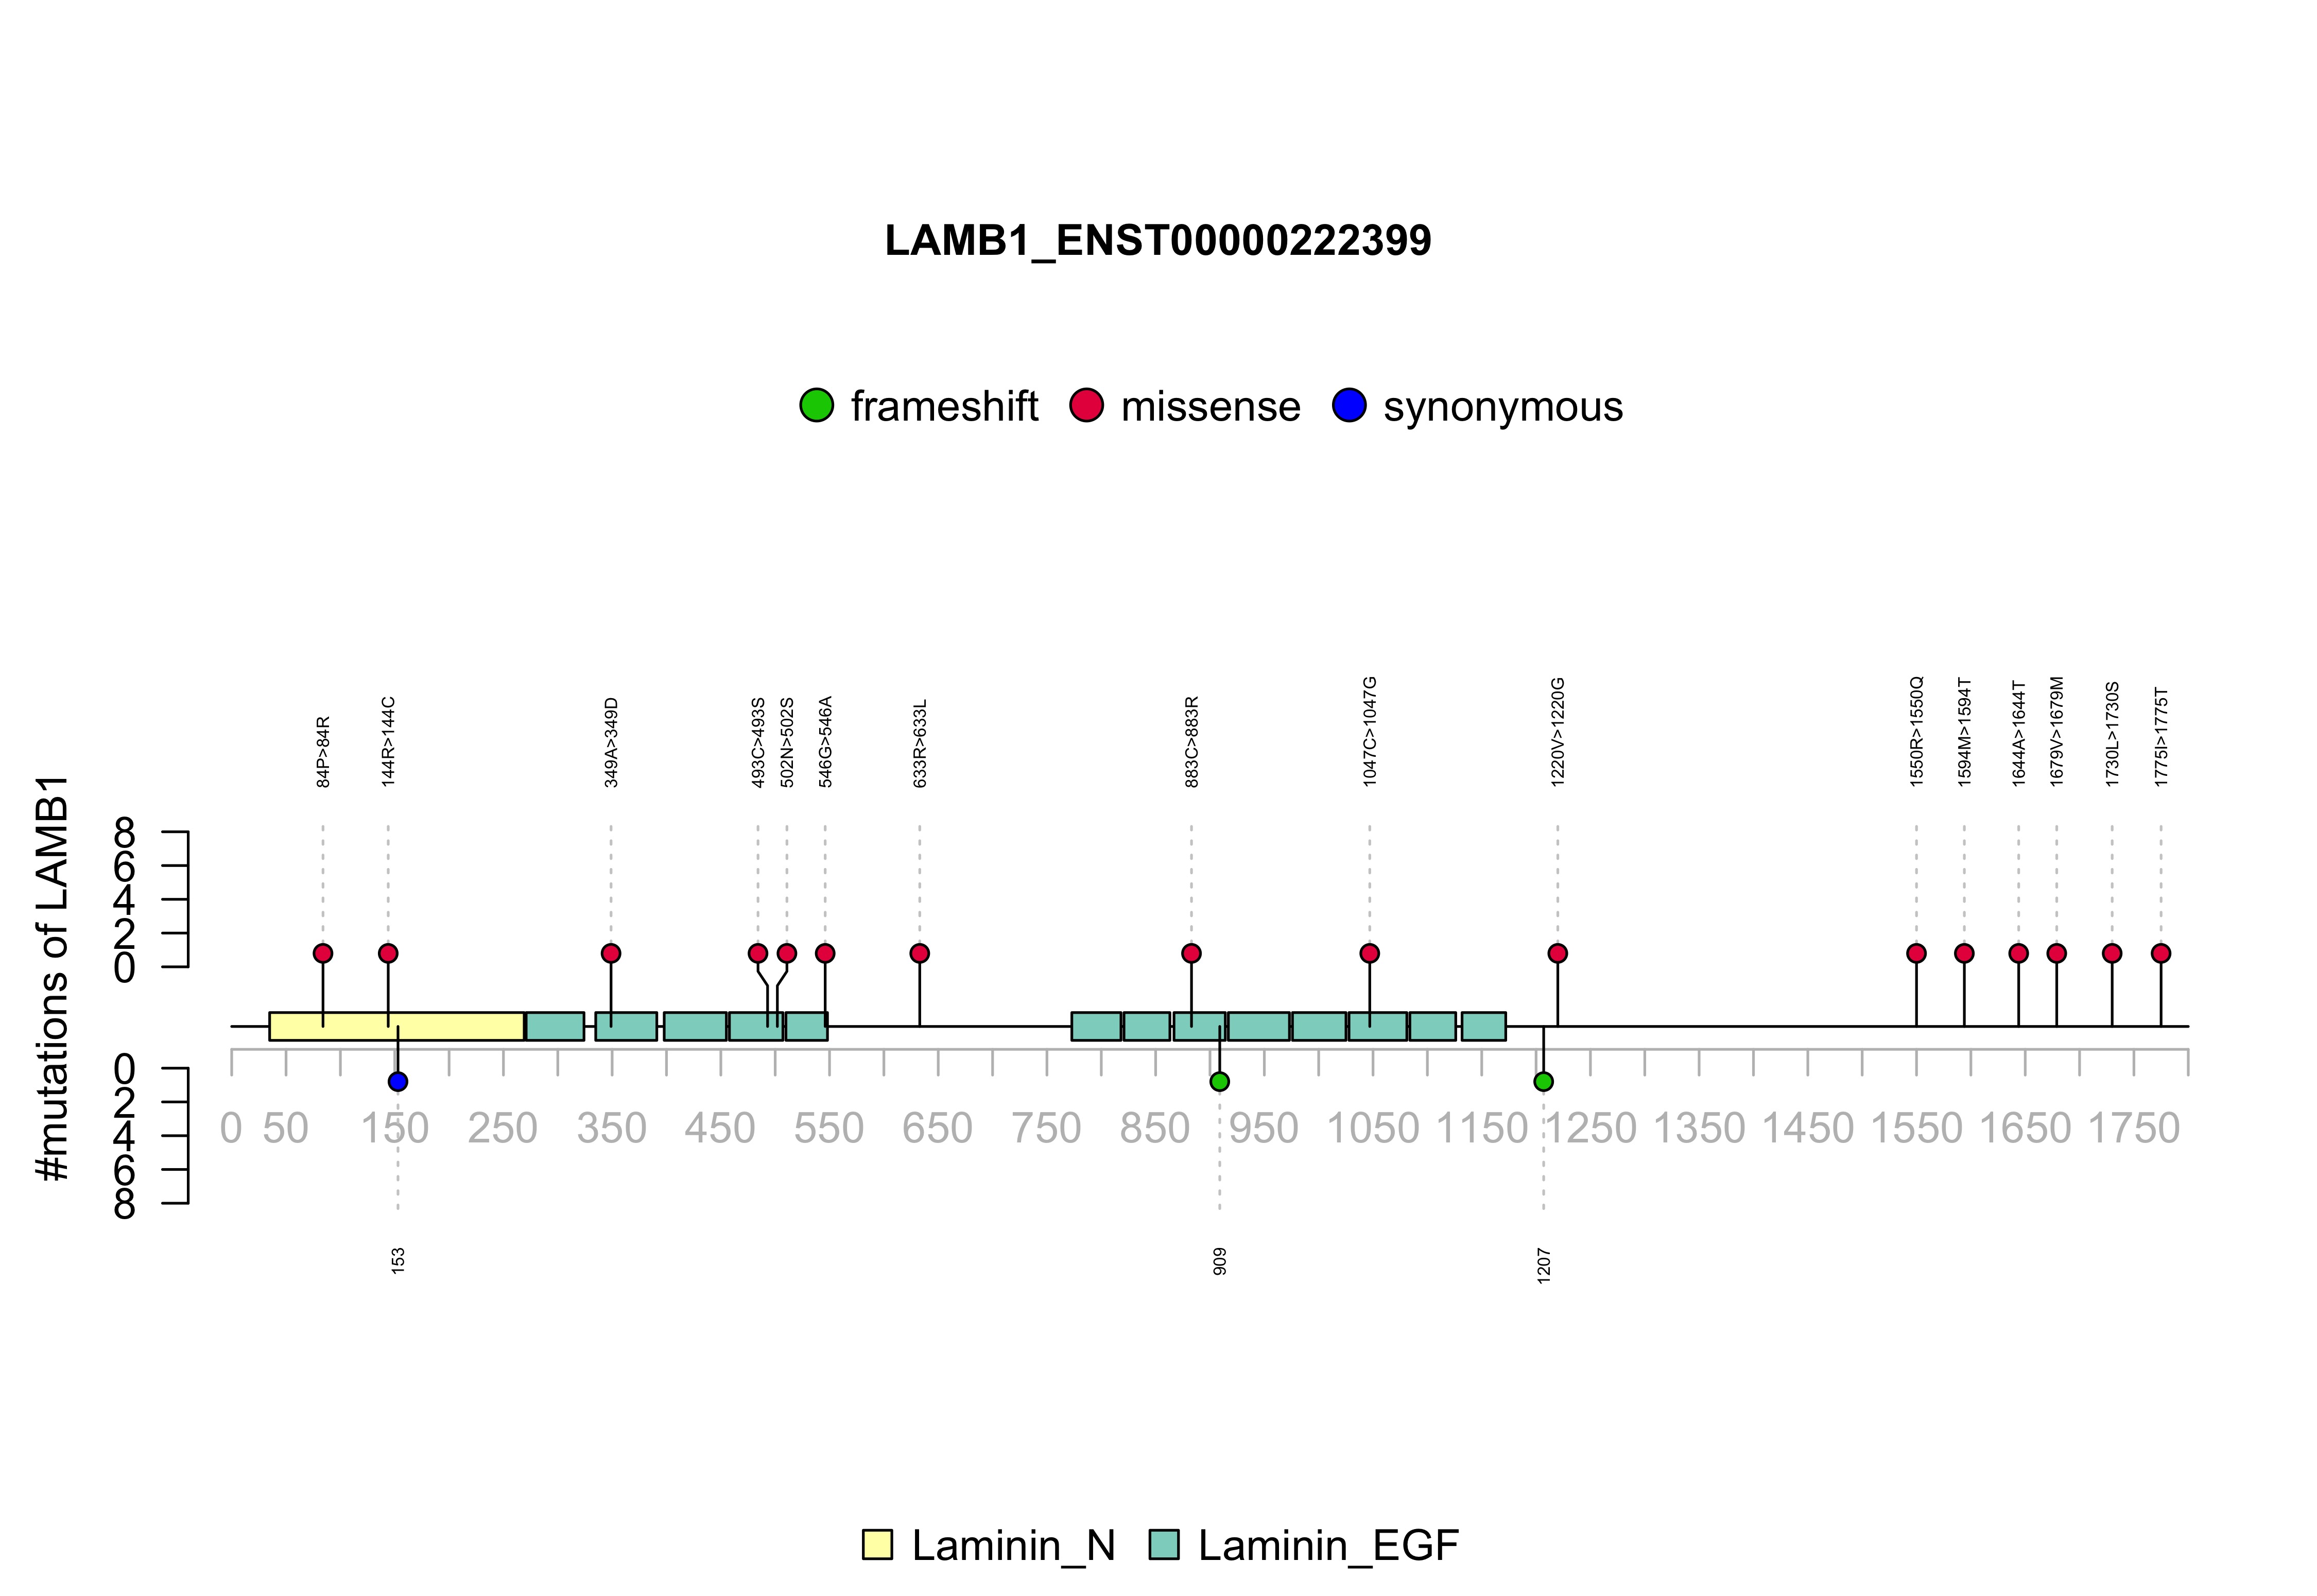 LAMB1_ENST00000222399
frameshift missense synonymous
84P>84R
144R>144C
349A>349D
493C>493S
502N>502S
546G>546A
633R>633L
883C>883R
1047C>1047G
1220V>1220G
1550R>1550Q
1594M>1594T
1644A>1644T
1679V>1679M
1730L>1730S
1775I>1775T
#mutations of LAMB1
8
6
4
2
0
0
2
4
6
8
0 50 150 250 350 450 550 650 750 850 950 1050 1150 1250 1350 1450 1550 1650 1750
153
909
1207
Laminin_N Laminin_EGF